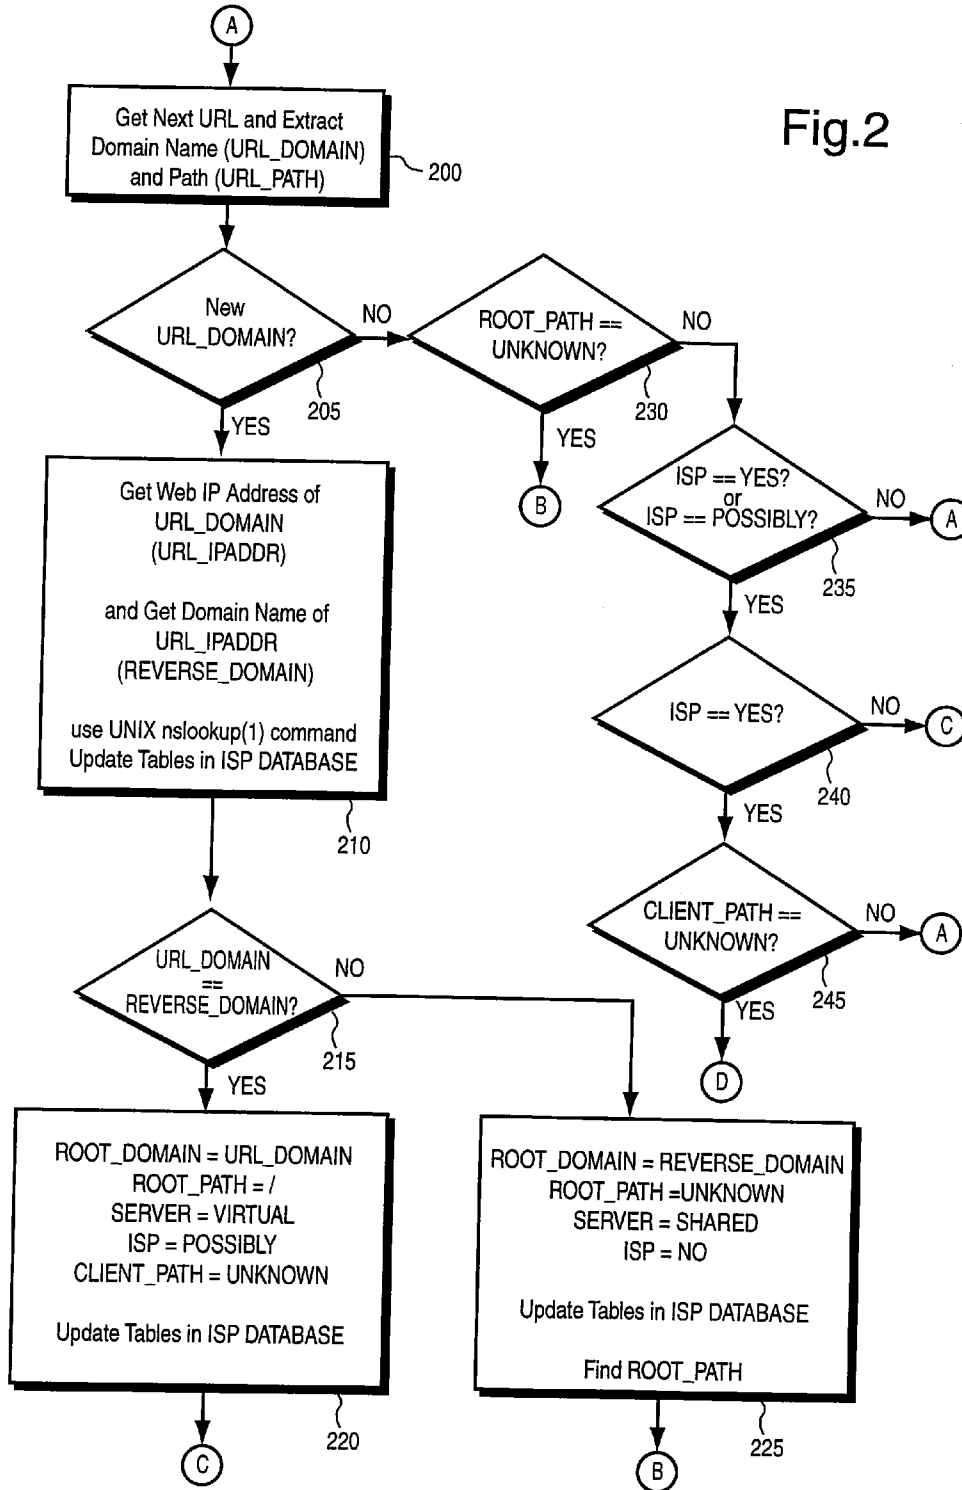 A
Fig.2
Get Next URL and Extract
Domain Name (URL_DOMAIN)
and Path (URL_PATH)
200
New
URL_DOMAIN?
NO
205
YES
ROOT_PATH ==
UNKNOWN?
NO
230
YES
B
ISP == YES?
or
ISP == POSSIBLY?
NO
A
235
YES
Get Web IP Address of
URL_DOMAIN
(URL_IPADDR)
and Get Domain Name of
URL_IPADDR
(REVERSE_DOMAIN)
use UNIX nslookup(1) command
Update Tables in ISP DATABASE
210
ISP == YES?
NO
C
240
YES
CLIENT_PATH ==
UNKNOWN?
NO
A
245
YES
D
URL_DOMAIN
==
REVERSE_DOMAIN?
NO
215
YES
ROOT_DOMAIN = URL_DOMAIN
ROOT_PATH = /
SERVER = VIRTUAL
ISP = POSSIBLY
CLIENT_PATH = UNKNOWN
Update Tables in ISP DATABASE
220
C
ROOT_DOMAIN = REVERSE_DOMAIN
ROOT_PATH =UNKNOWN
SERVER = SHARED
ISP = NO
Update Tables in ISP DATABASE
Find ROOT_PATH
225
B